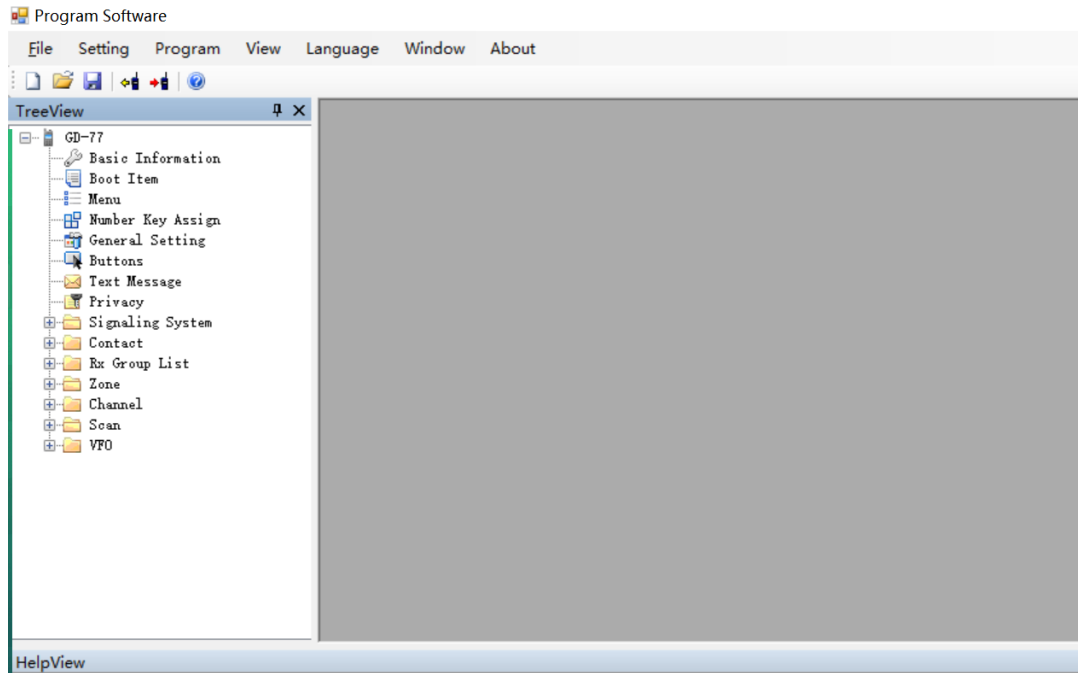 Program Software
File Setting Program View Language Window About
TreeView
GD-77
Basic Information
Boot Item
Menu
Number Key Assign
General Setting
Buttons
Text Message
Privacy
Signaling System
Contact
Rx Group List
Zone
Channel
Scan
VFO
HelpView